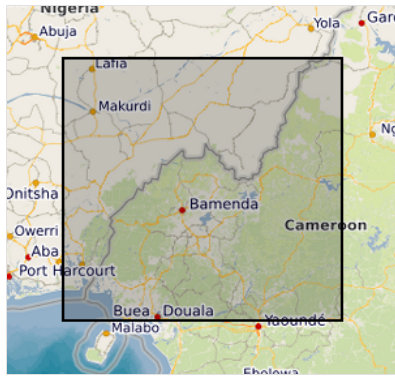 Nigeria
Gar
Abuja
Yola
Lafia
Makurdi
Ng
Onitsha
Bamenda
Owerri
Cameroon
Aba
Port Harcourt
Buea
Douala
Malabo
Yaoundé
Ebolowa